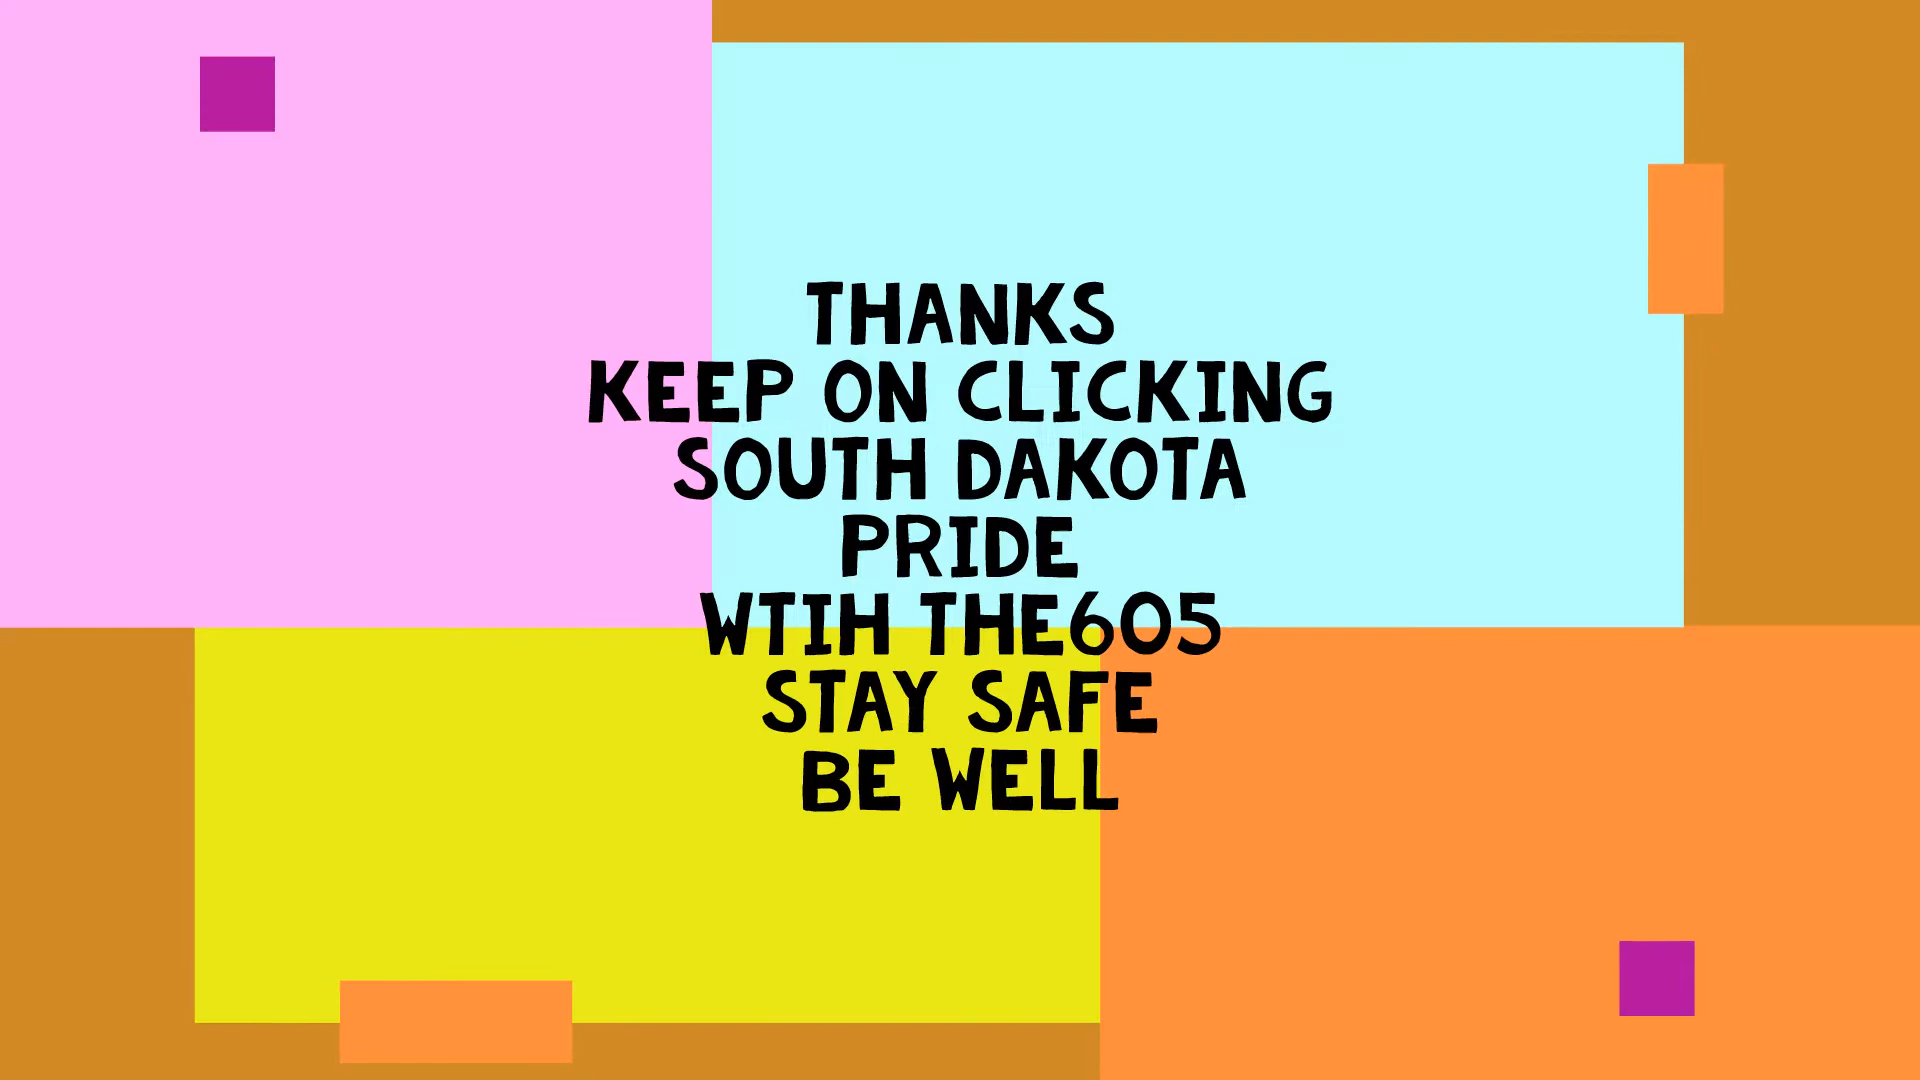 THANKS
KEEP ON CLICKING
SOUTH DAKOTA
PRIDE
WTIH THE605
STAY SAFE
BE WELL